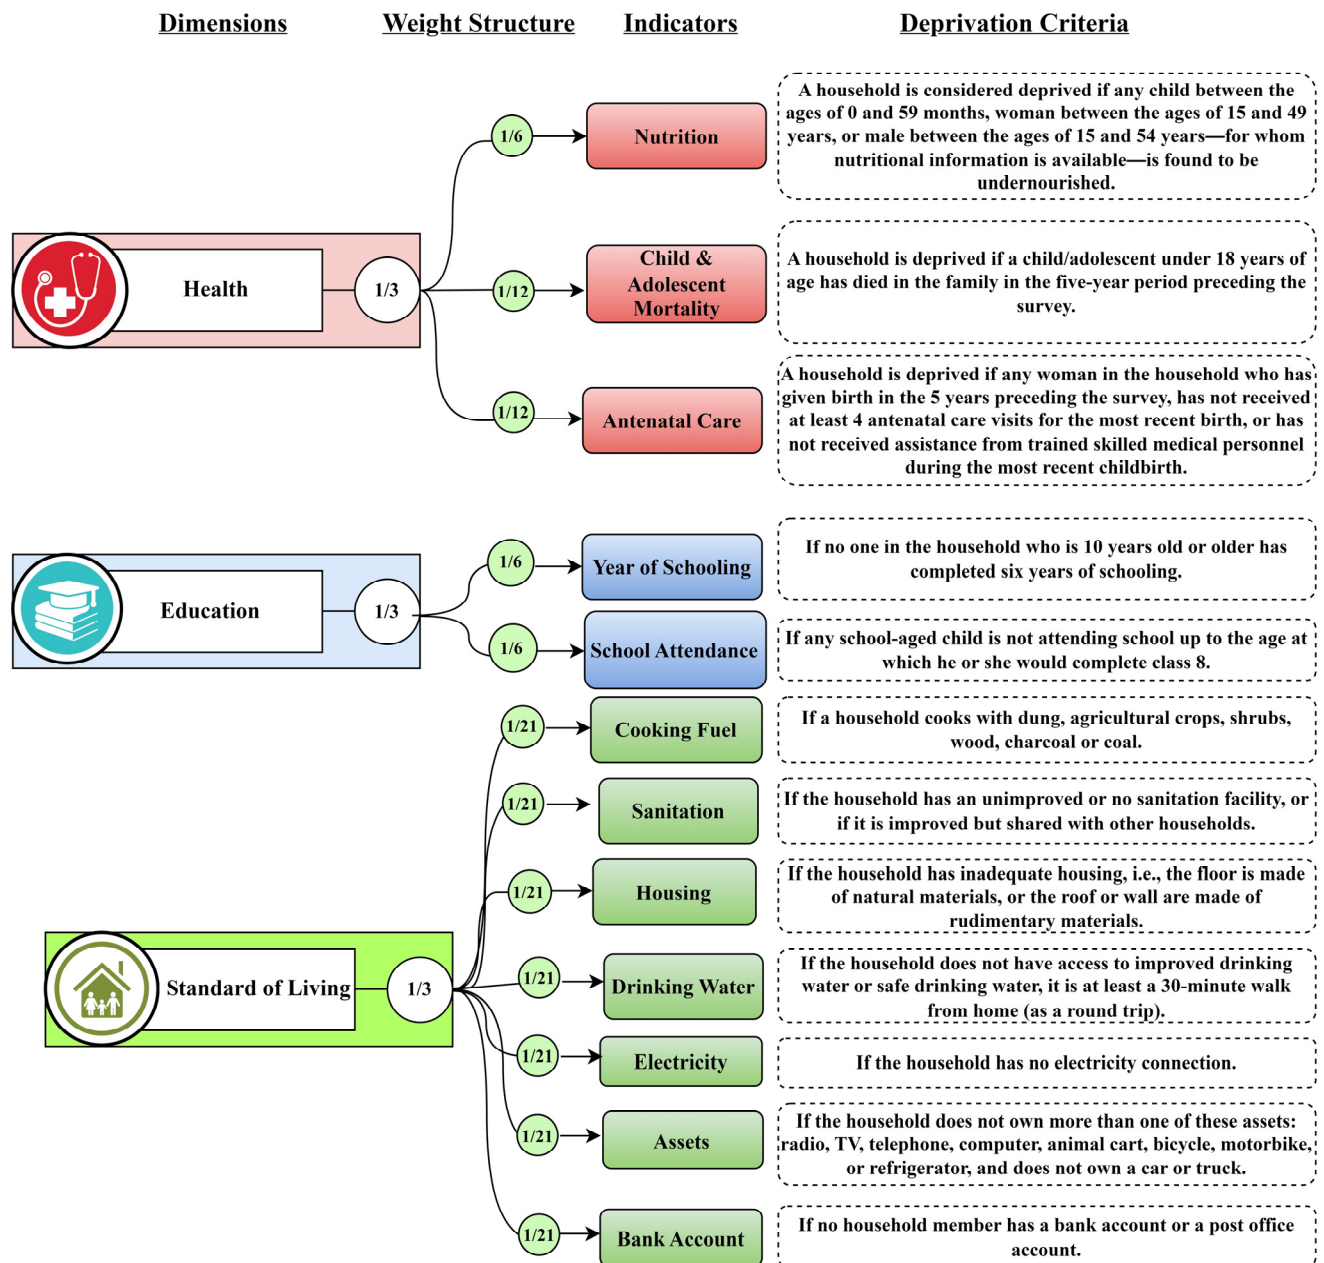 Dimensions
Weight Structure
Indicators
Deprivation Criteria
Health
1/3
1/6
Nutrition
A household is considered deprived if any child between the
ages of 0 and 59 months, woman between the ages of 15 and 49
years, or male between the ages of 15 and 54 years—for whom
nutritional information is available—is found to be
undernourished.
1/12
Child &
Adolescent
Mortality
A household is deprived if a child/adolescent under 18 years of
age has died in the family in the five-year period preceding the
survey.
1/12
Antenatal Care
A household is deprived if any woman in the household who has
given birth in the 5 years preceding the survey, has not received
at least 4 antenatal care visits for the most recent birth, or has
not received assistance from trained skilled medical personnel
during the most recent childbirth.
Education
1/3
1/6
Year of Schooling
If no one in the household who is 10 years old or older has
completed six years of schooling.
1/6
School Attendance
If any school-aged child is not attending school up to the age at
which he or she would complete class 8.
Standard of Living
1/3
1/21
Cooking Fuel
If a household cooks with dung, agricultural crops, shrubs,
wood, charcoal or coal.
1/21
Sanitation
If the household has an unimproved or no sanitation facility, or
if it is improved but shared with other households.
1/21
Housing
If the household has inadequate housing, i.e., the floor is made
of natural materials, or the roof or wall are made of
rudimentary materials.
1/21
Drinking Water
If the household does not have access to improved drinking
water or safe drinking water, it is at least a 30-minute walk
from home (as a round trip).
1/21
Electricity
If the household has no electricity connection.
1/21
Assets
If the household does not own more than one of these assets:
radio, TV, telephone, computer, animal cart, bicycle, motorbike,
or refrigerator, and does not own a car or truck.
1/21
Bank Account
If no household member has a bank account or a post office
account.